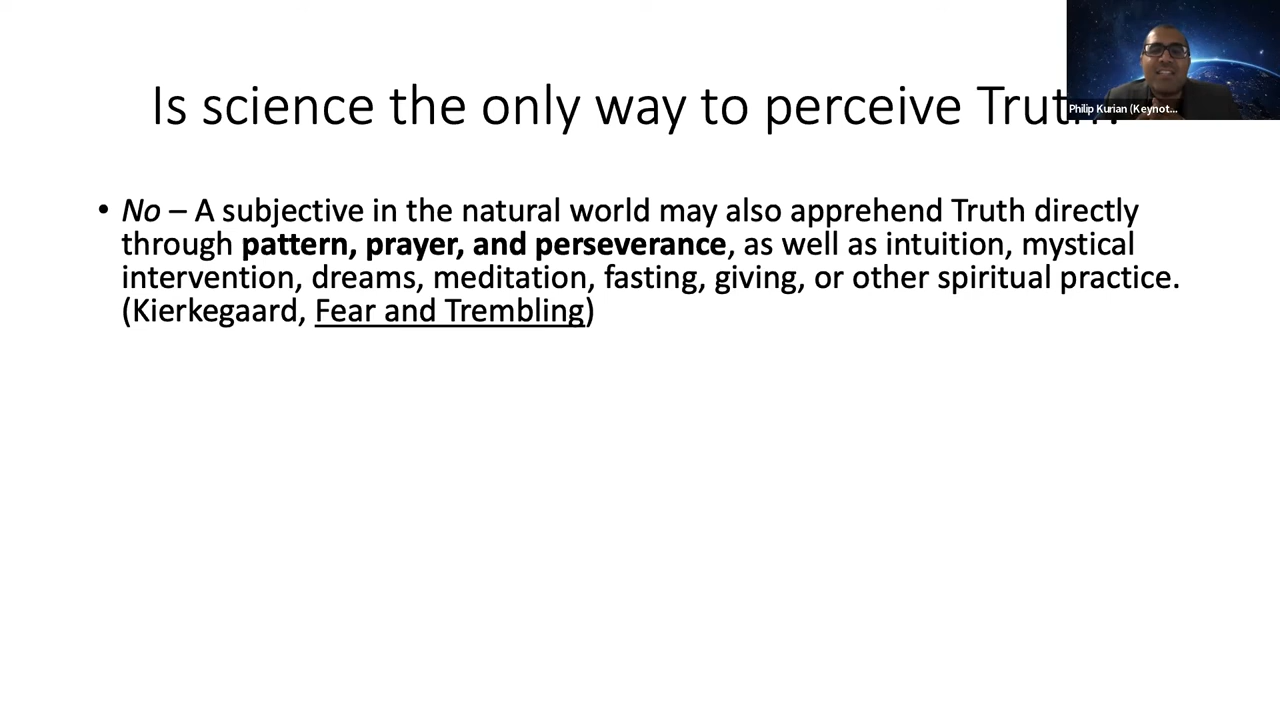 Is science the only way to perceive Truth?
Philip Kurian (Keynot...
• No – A subjective in the natural world may also apprehend Truth directly
through pattern, prayer, and perseverance, as well as intuition, mystical
intervention, dreams, meditation, fasting, giving, or other spiritual practice.
(Kierkegaard, Fear and Trembling)